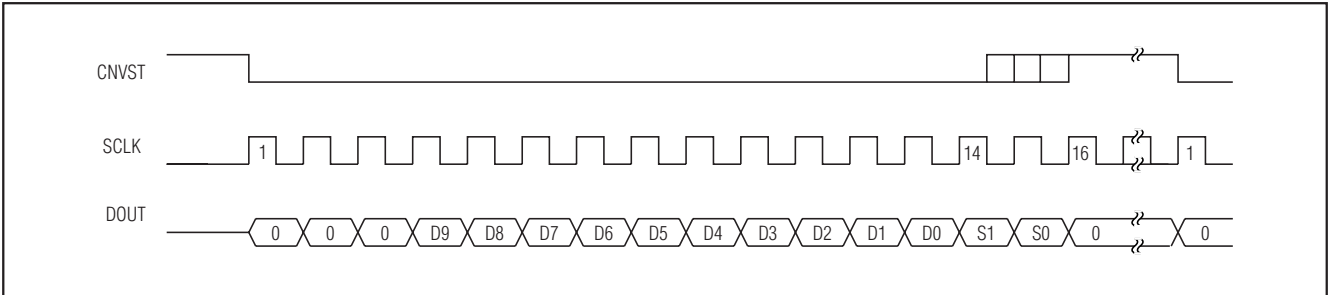 CNVST
SCLK 1 14 16 1
DOUT 0 0 0 D9 D8 D7 D6 D5 D4 D3 D2 D1 D0 S1 S0 0 0